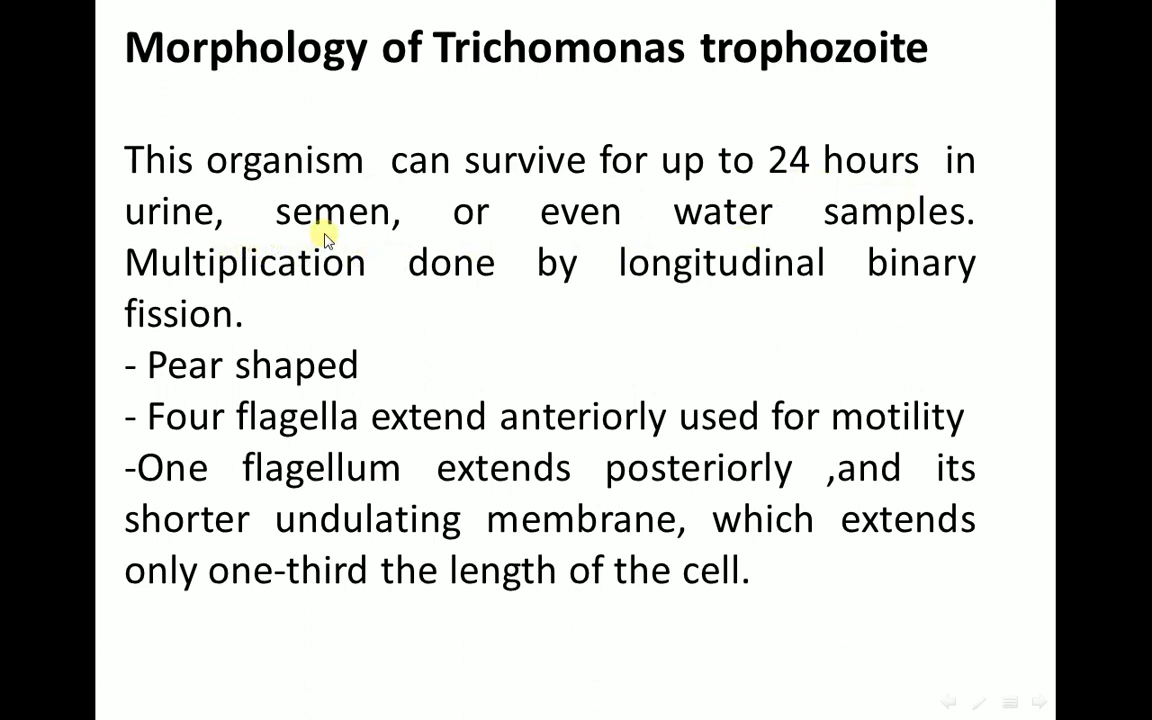 Morphology of Trichomonas trophozoite
This organism can survive for up to 24 hours in
urine, semen, or even water samples.
Multiplication done by longitudinal binary
fission.
- Pear shaped
- Four flagella extend anteriorly used for motility
-One flagellum extends posteriorly ,and its
shorter undulating membrane, which extends
only one-third the length of the cell.